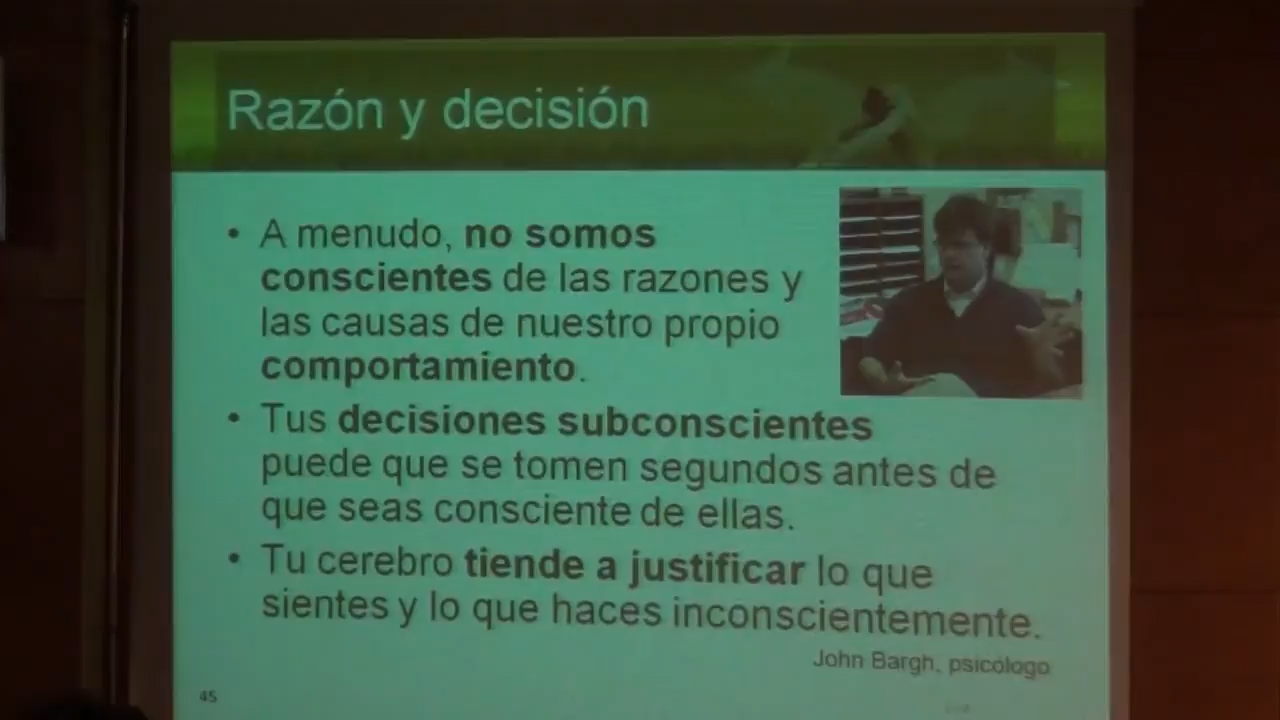 Razón y decisión
• A menudo, no somos
conscientes de las razones y
las causas de nuestro propio
comportamiento.
• Tus decisiones subconscientes
puede que se tomen segundos antes de
que seas consciente de ellas.
• Tu cerebro tiende a justificar lo que
sientes y lo que haces inconscientemente.
John Bargh, psicólogo
45